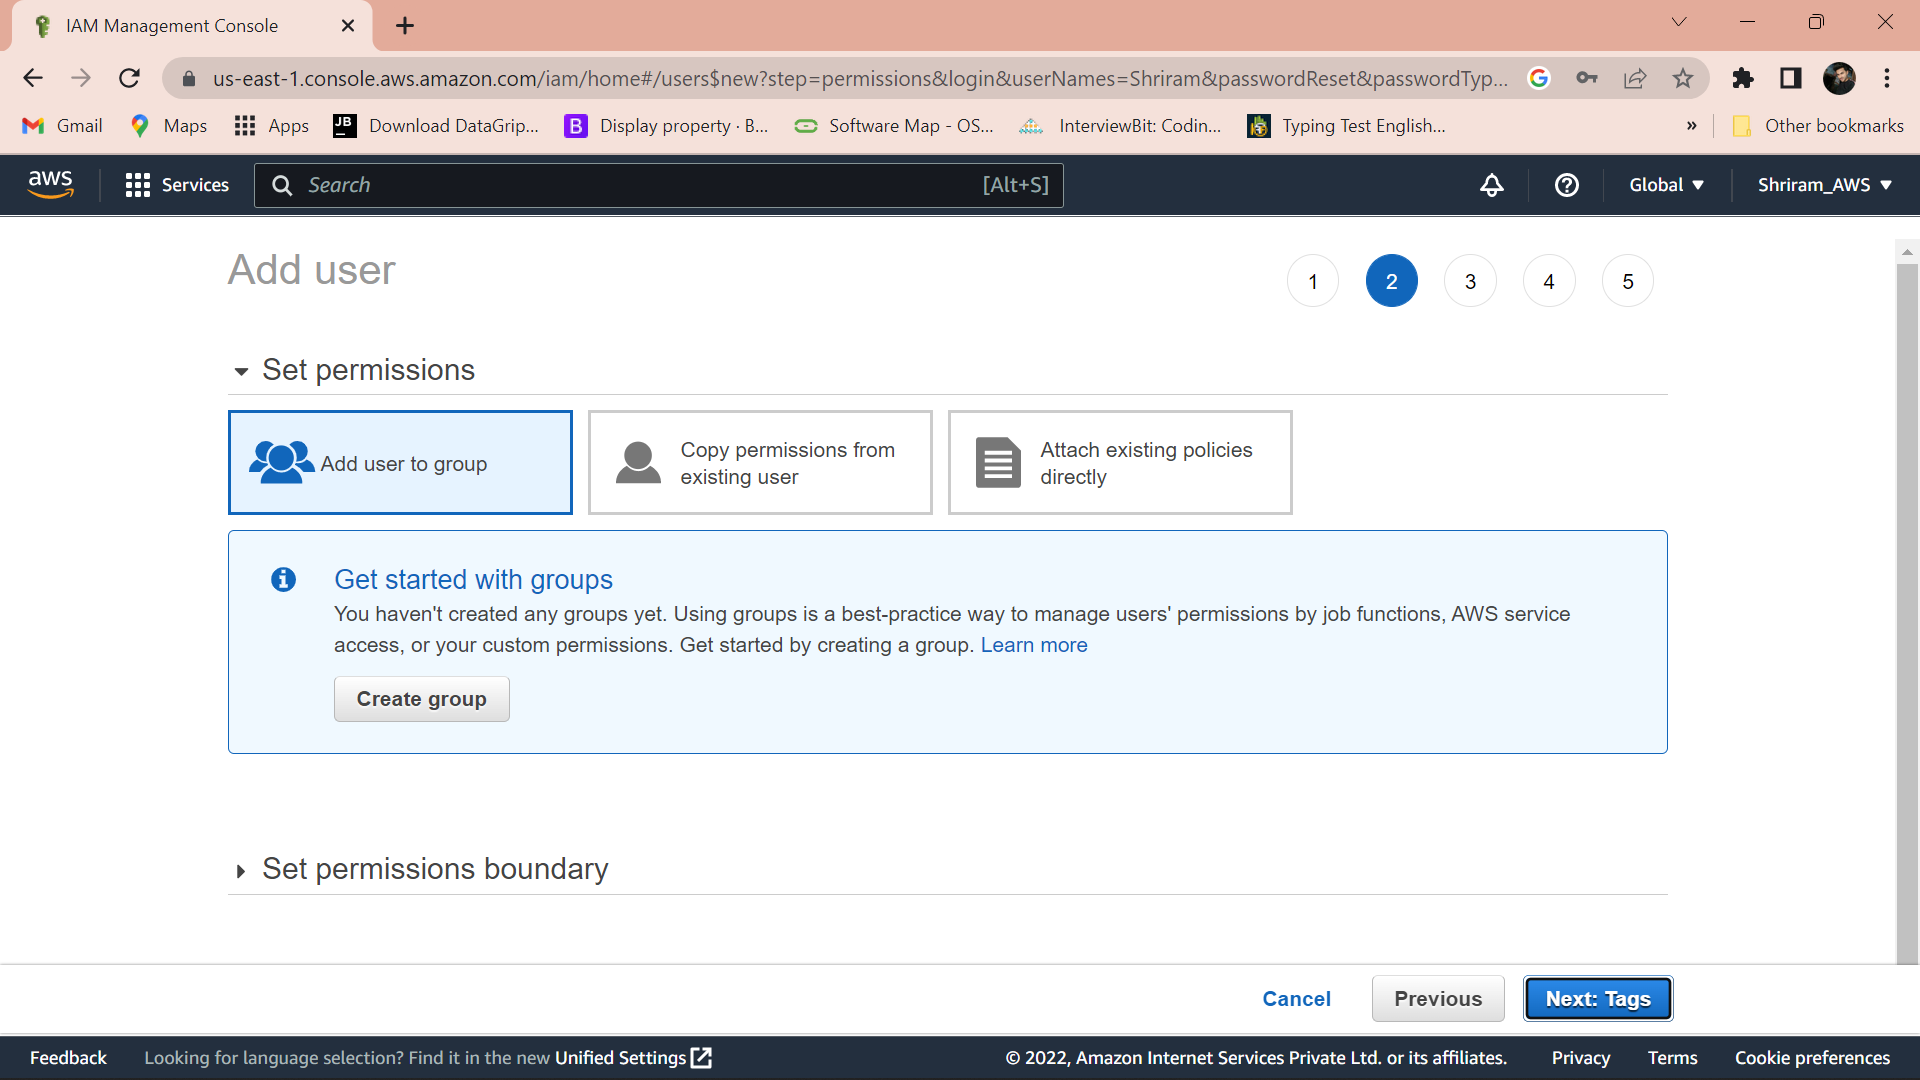 IAM Management Console
us-east-1.console.aws.amazon.com/iam/home#/users$new?step=permissions&login&userNames=Shriram&passwordReset&passwordTyp...
Gmail Maps Apps JB Download DataGrip... B Display property · B... Software Map - OS... InterviewBit: Codin... Typing Test English... » Other bookmarks
aws Services Search [Alt+S] Global Shriram_AWS
Add user 1 2 3 4 5
Set permissions
Add user to group
Copy permissions from
existing user
Attach existing policies
directly
Get started with groups
You haven't created any groups yet. Using groups is a best-practice way to manage users' permissions by job functions, AWS service
access, or your custom permissions. Get started by creating a group. Learn more
Create group
Set permissions boundary
Cancel Previous Next: Tags
Feedback Looking for language selection? Find it in the new Unified Settings © 2022, Amazon Internet Services Private Ltd. or its affiliates. Privacy Terms Cookie preferences